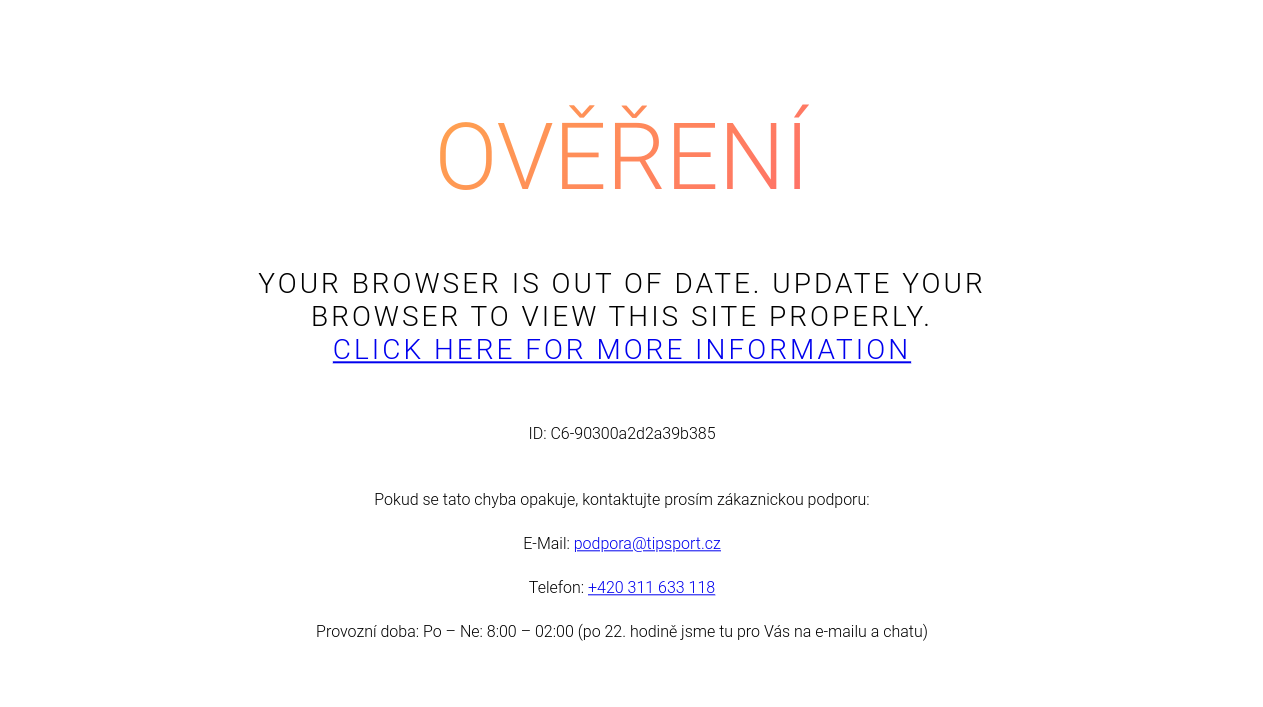 OVĚŘENÍ
YOUR BROWSER IS OUT OF DATE. UPDATE YOUR
BROWSER TO VIEW THIS SITE PROPERLY.
CLICK HERE FOR MORE INFORMATION
ID: C6-90300a2d2a39b385
Pokud se tato chyba opakuje, kontaktujte prosím zákaznickou podporu:
E-Mail: podpora@tipsport.cz
Telefon: +420 311 633 118
Provozní doba: Po – Ne: 8:00 – 02:00 (po 22. hodině jsme tu pro Vás na e-mailu a chatu)